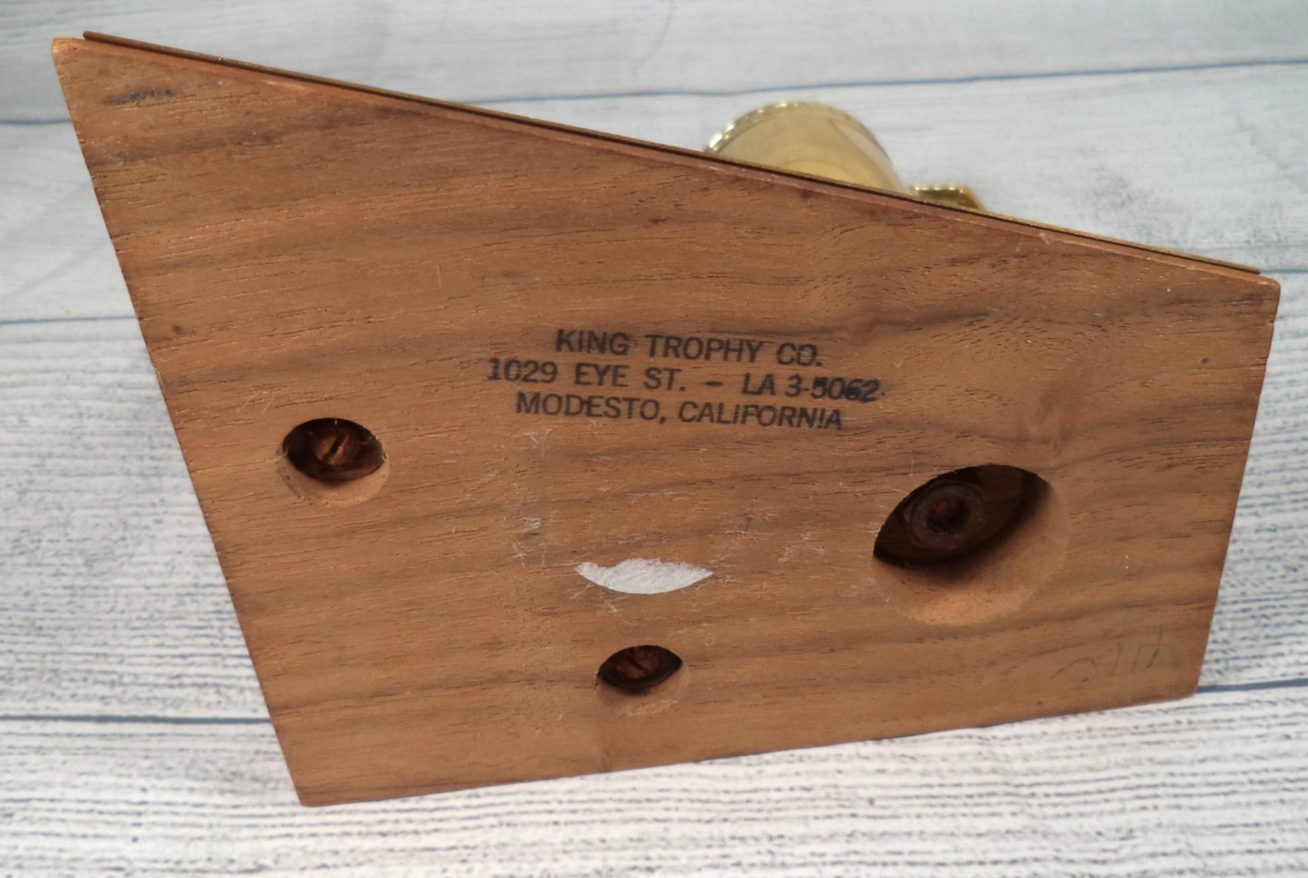 KING TROPHY CO.
1029 EYE ST. – LA 3-5062
MODESTO, CALIFORNIA